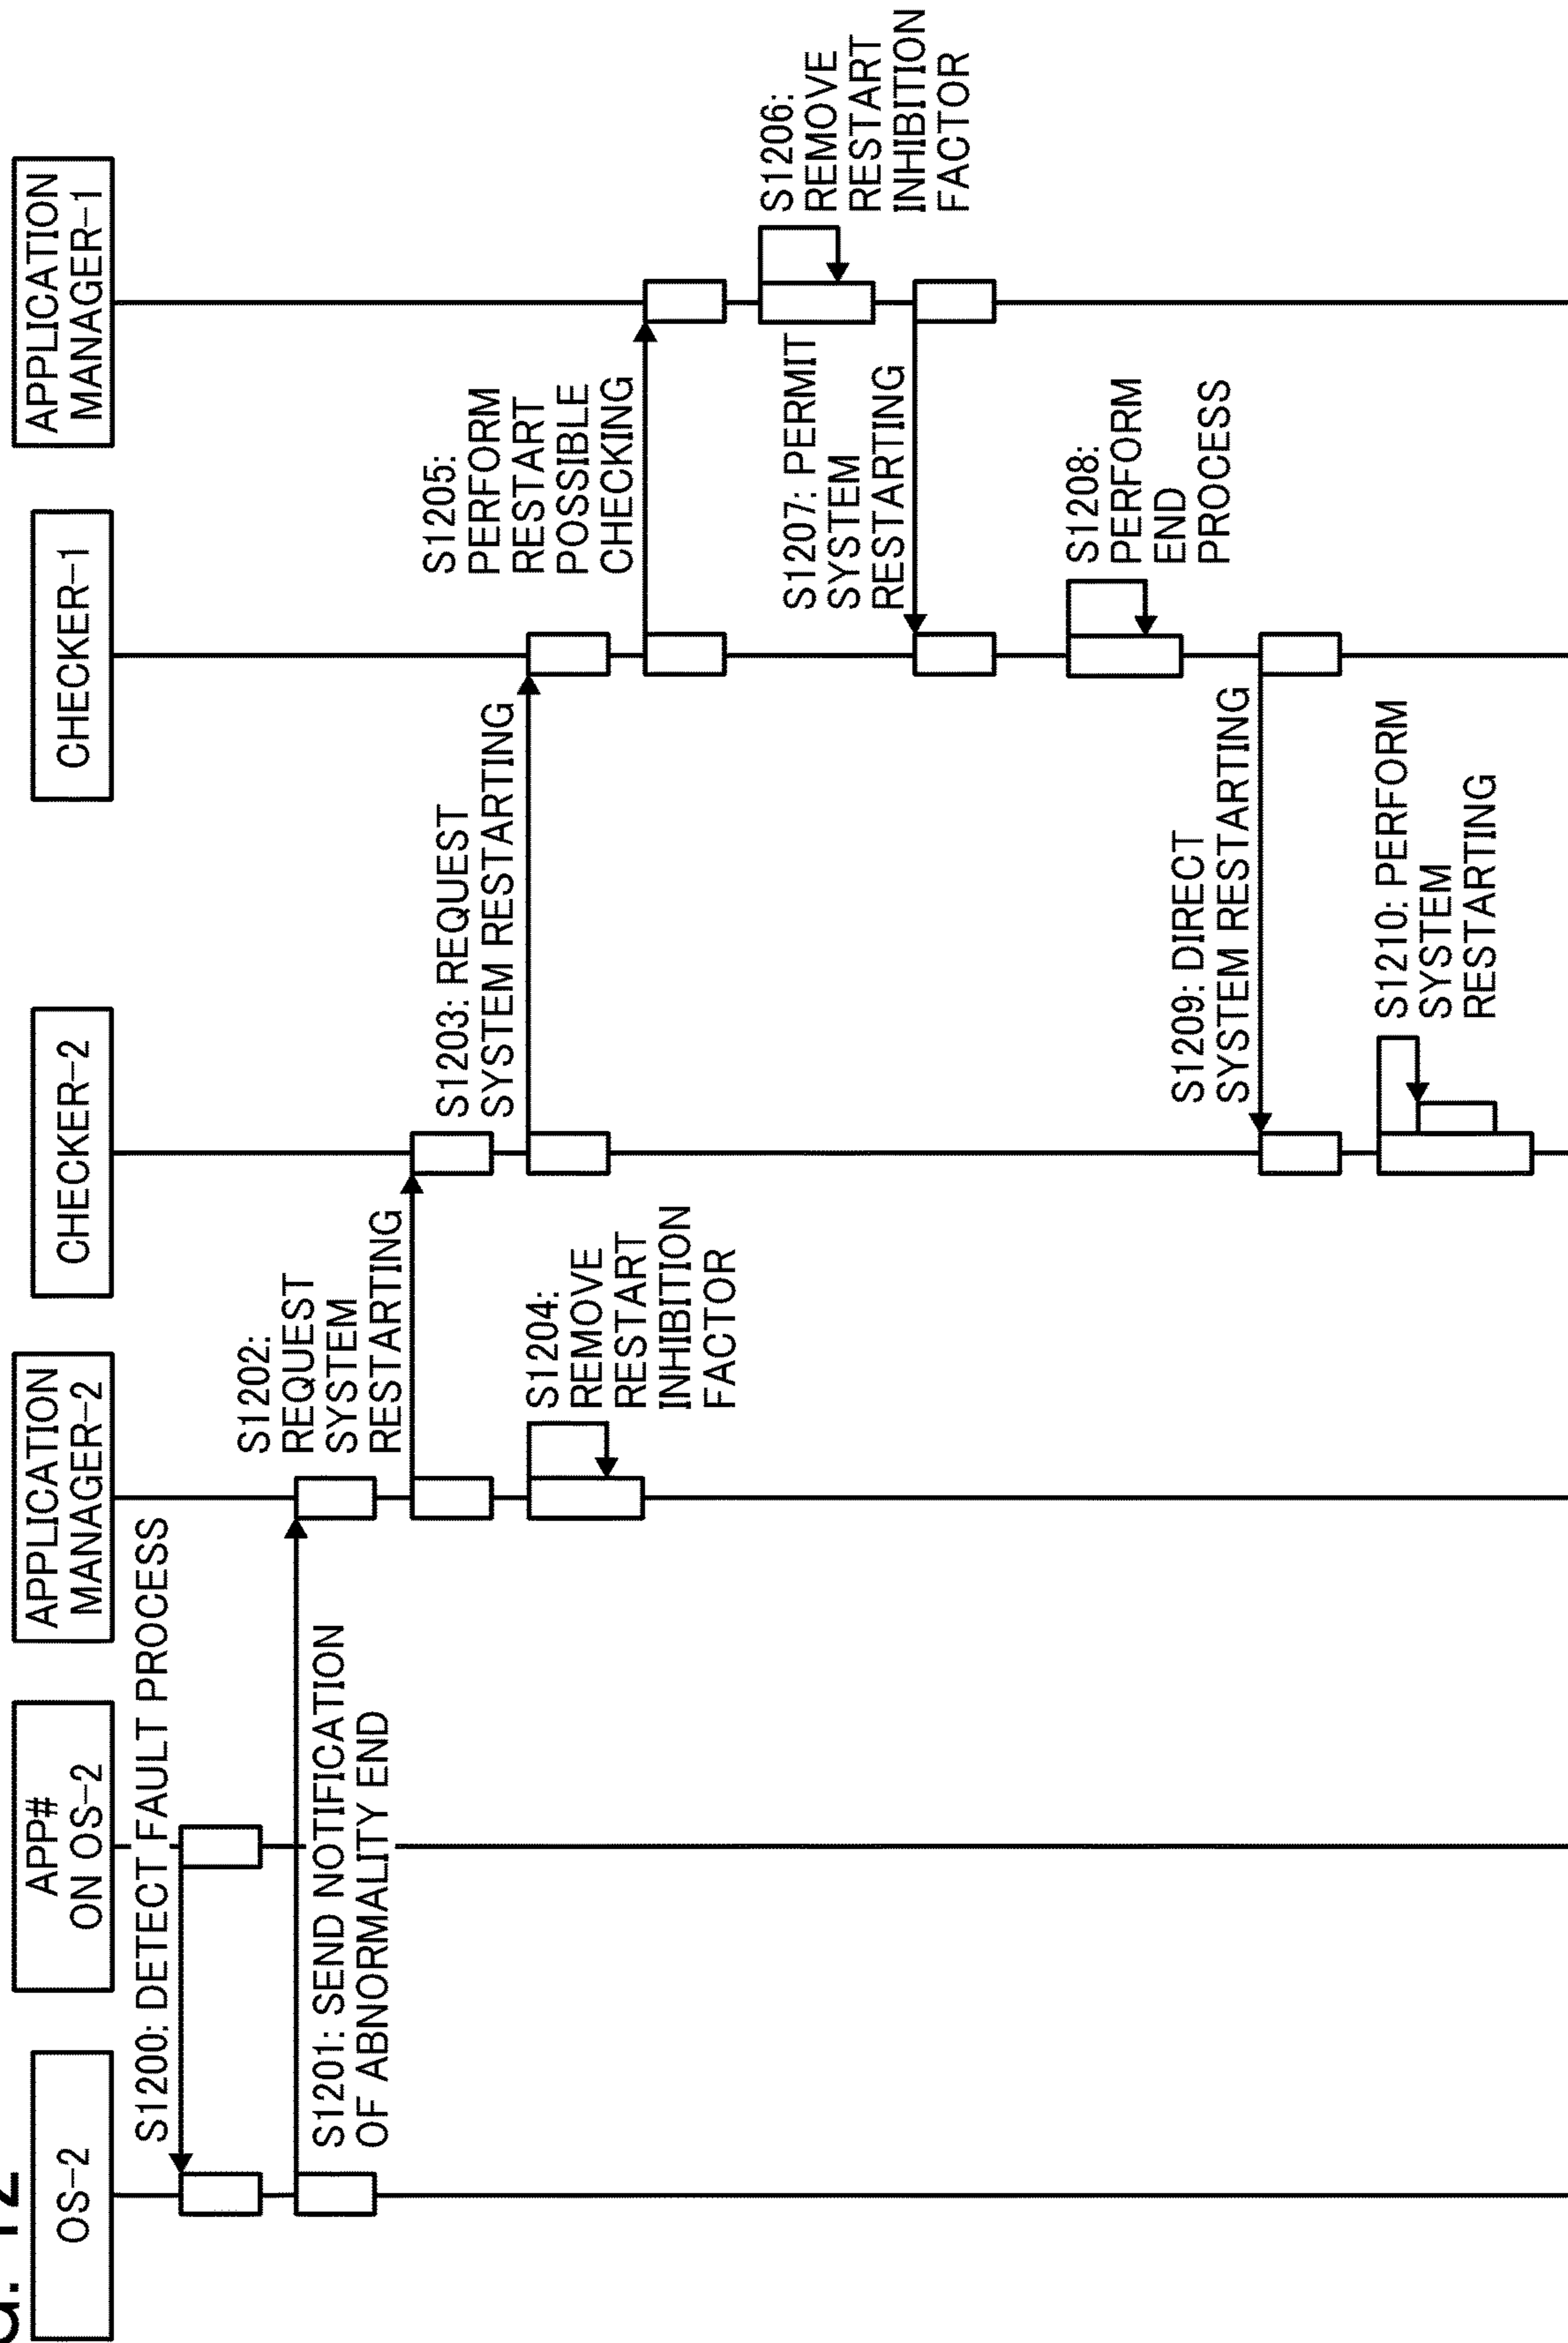 OS-2
APP#
ON OS-2
APPLICATION
MANAGER-2
CHECKER-2
CHECKER-1
APPLICATION
MANAGER-1
S1200: DETECT FAULT PROCESS
S1201: SEND NOTIFICATION
OF ABNORMALITY END
S1202:
REQUEST
SYSTEM
RESTARTING
S1203: REQUEST
SYSTEM RESTARTING
S1204:
REMOVE
RESTART
INHIBITION
FACTOR
S1205:
PERFORM
RESTART
POSSIBLE
CHECKING
S1206:
REMOVE
RESTART
INHIBITION
FACTOR
S1207: PERMIT
SYSTEM
RESTARTING
S1208:
PERFORM
END
PROCESS
S1209: DIRECT
SYSTEM RESTARTING
S1210: PERFORM
SYSTEM
RESTARTING